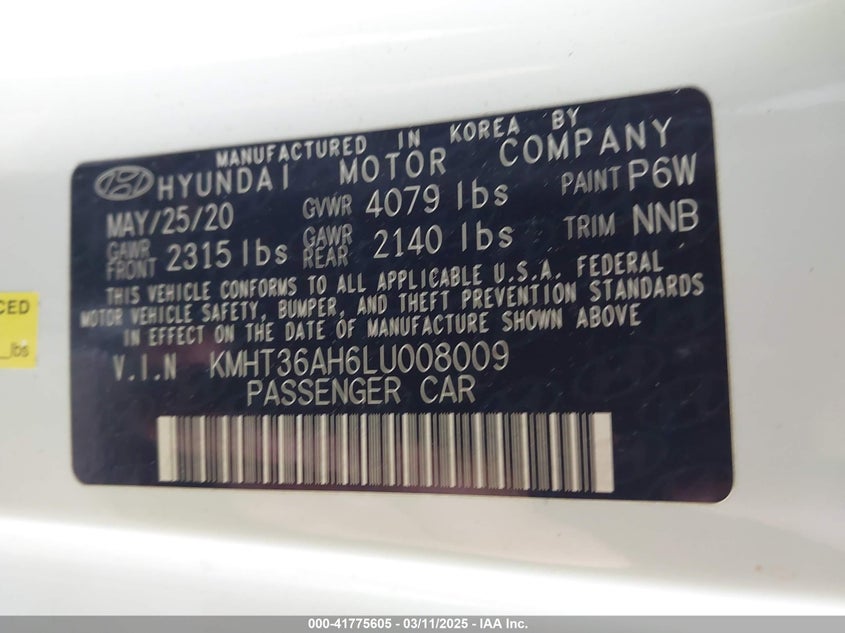 MANUFACTURED IN KOREA BY
HYUNDAI MOTOR COMPANY
MAY/25/20 GVWR 4079 lbs PAINT P6W
GAWR FRONT 2315 lbs GAWR REAR 2140 lbs TRIM NNB
THIS VEHICLE CONFORMS TO ALL APPLICABLE U.S.A. FEDERAL
MOTOR VEHICLE SAFETY, BUMPER, AND THEFT PREVENTION STANDARDS
IN EFFECT ON THE DATE OF MANUFACTURE SHOWN ABOVE
V.I.N KMHT36AH6LU008009
PASSENGER CAR
CED
lbs
000-41775605 - 03/11/2025 - IAA Inc.